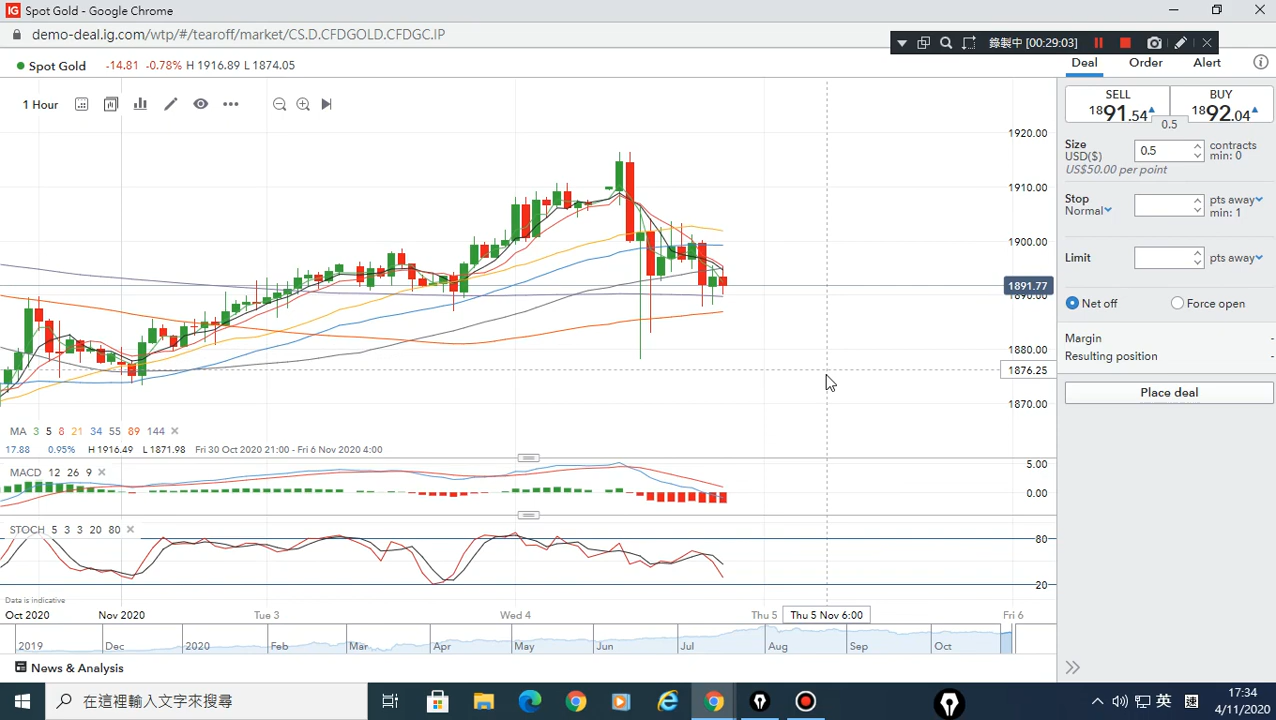 IG Spot Gold - Google Chrome
demo-deal.ig.com/wtp/#/tearoff/market/CS.D.CFDGOLD.CFDGC.IP
錄製中 [00:29:03]
Spot Gold -14.81 -0.78% H 1916.89 L 1874.05
Deal Order Alert
1 Hour
SELL BUY
1891.54 1892.04
0.5
Size
USD($)
0.5
contracts
min: 0
US$50.00 per point
Stop
Normal
pts away
min: 1
Limit
pts away
Net off Force open
Margin -
Resulting position -
Place deal
1920.00
1910.00
1900.00
1891.77
1890.00
1880.00
1876.25
1870.00
MA 3 5 8 21 34 55 89 144
17.88 0.95% H 1916.49 L 1871.98 Fri 30 Oct 2020 21:00 - Fri 6 Nov 2020 4:00
MACD 12 26 9
5.00
0.00
STOCH 5 3 3 20 80
80
20
Data is indicative
Oct 2020 Nov 2020 Tue 3 Wed 4 Thu 5 Thu 5 Nov 6:00 Fri 6
2019 Dec 2020 Feb Mar Apr May Jun Jul Aug Sep Oct
News & Analysis
在這裡輸入文字來搜尋
英
17:34
4/11/2020